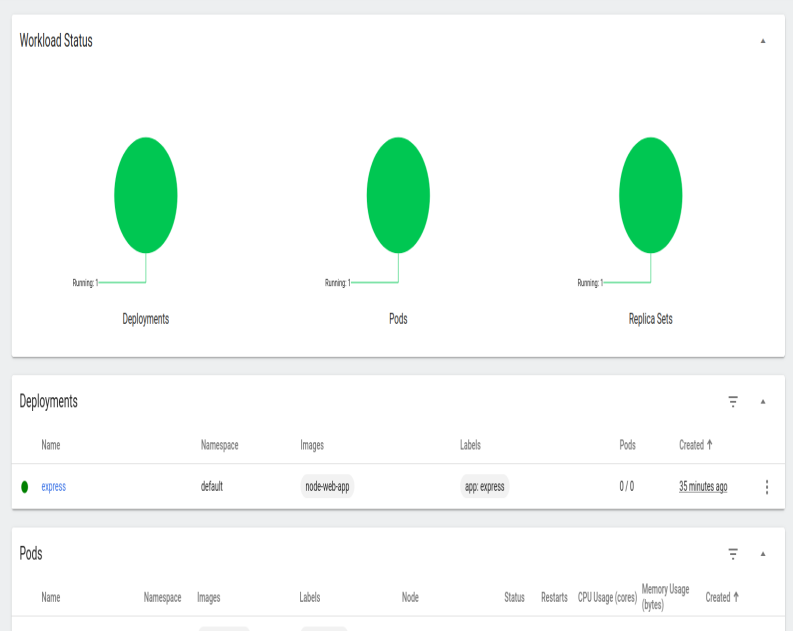 Workload Status
Running: 1 Running: 1 Running: 1
Deployments Pods Replica Sets
Deployments
Name Namespace Images Labels Pods Created ↑
express default node-web-app app: express 0 / 0 35 minutes ago
Pods
Name Namespace Images Labels Node Status Restarts CPU Usage (cores) Memory Usage (bytes) Created ↑